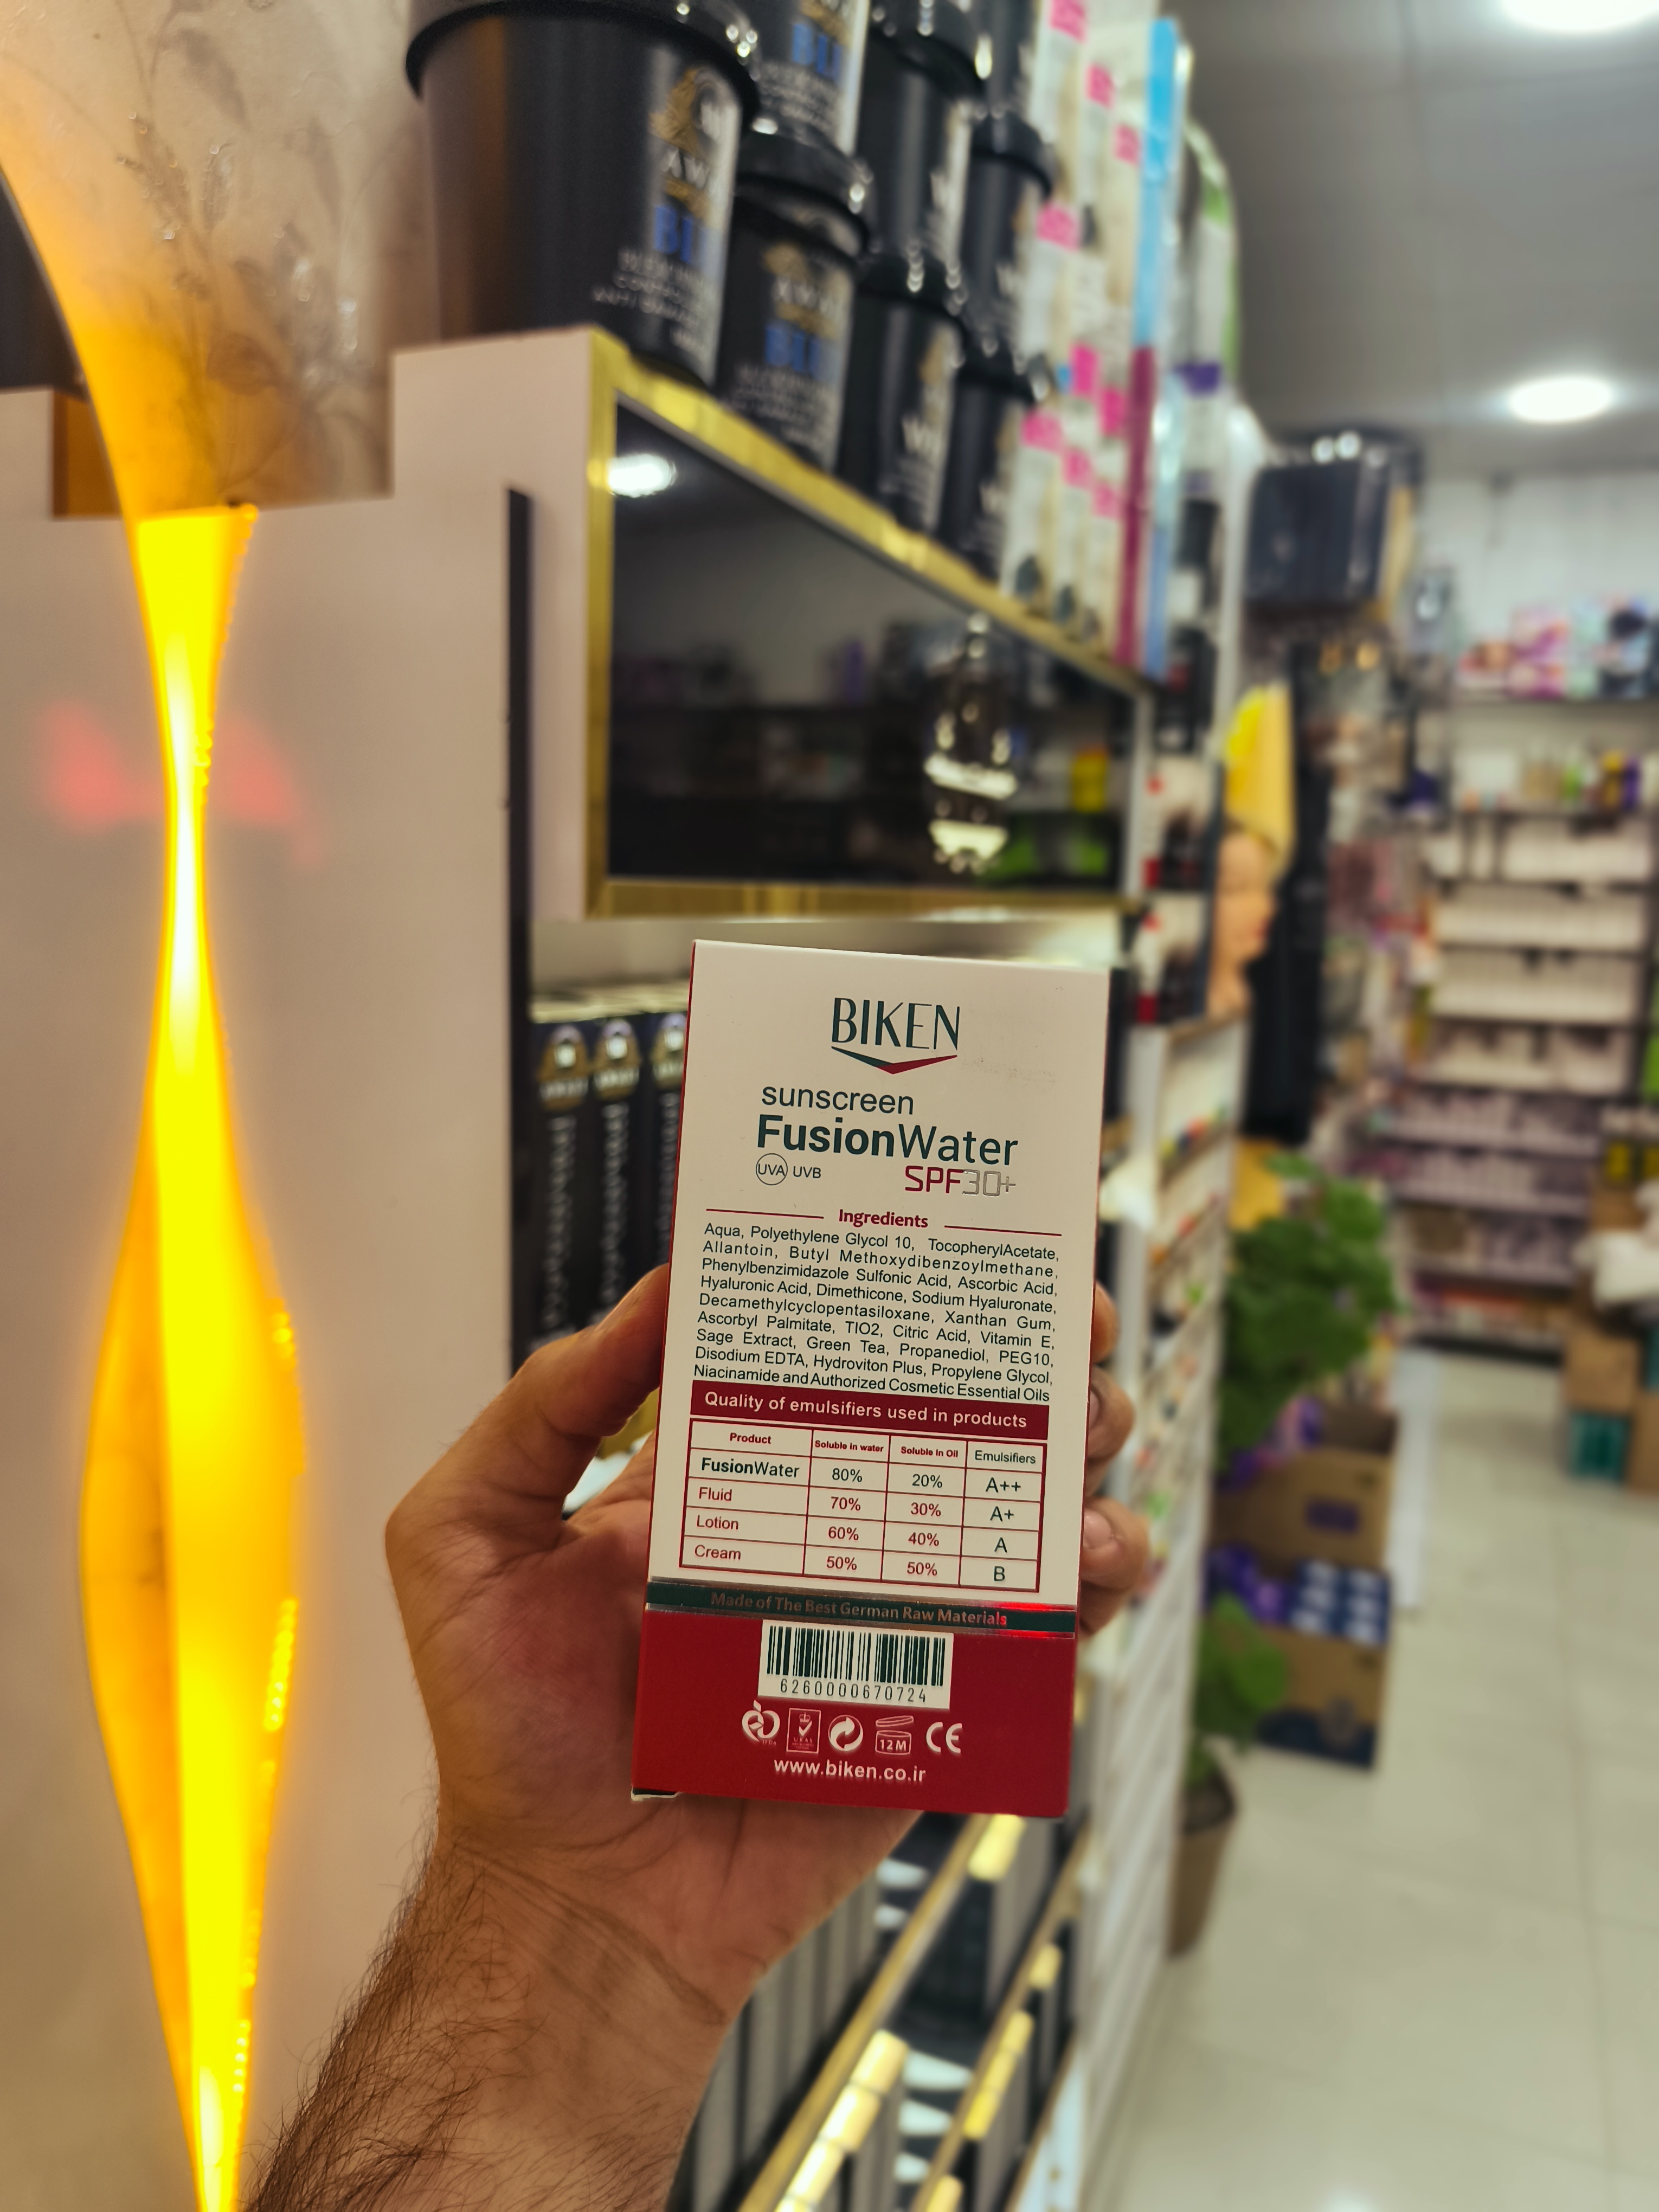 BIKEN
sunscreen
FusionWater
UVA UVB
SPF30+
Ingredients
Aqua, Polyethylene Glycol 10, TocopherylAcetate,
Allantoin, Butyl Methoxydibenzoylmethane,
Phenylbenzimidazole Sulfonic Acid, Ascorbic Acid,
Hyaluronic Acid, Dimethicone, Sodium Hyaluronate,
Decamethylcyclopentasiloxane, Xanthan Gum,
Ascorbyl Palmitate, TIO2, Citric Acid, Vitamin E,
Sage Extract, Green Tea, Propanediol, PEG10,
Disodium EDTA, Hydroviton Plus, Propylene Glycol,
Niacinamide and Authorized Cosmetic Essential Oils
Quality of emulsifiers used in products
Product Soluble in water Soluble in Oil Emulsifiers
FusionWater 80% 20% A++
Fluid 70% 30% A+
Lotion 60% 40% A
Cream 50% 50% B
Made of The Best German Raw Materials
6260000670724
12M CE
www.biken.co.ir